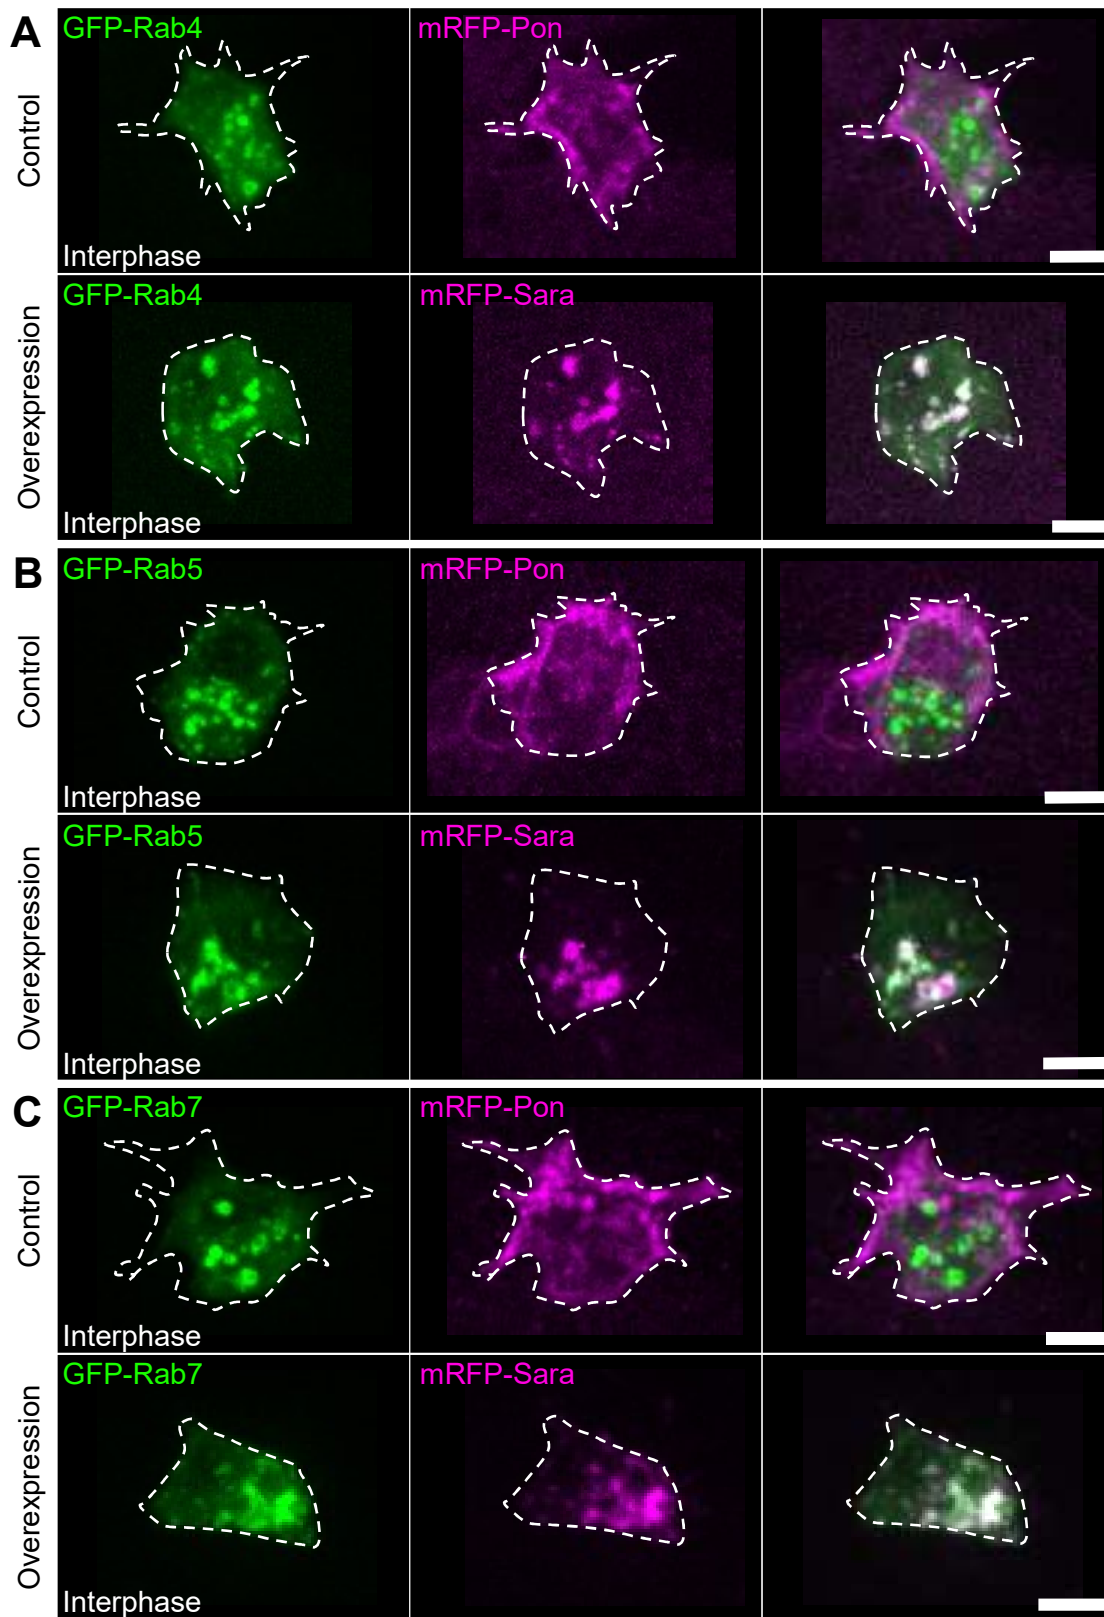 A
Control
GFP-Rab4
mRFP-Pon
Interphase
Overexpression
GFP-Rab4
mRFP-Sara
Interphase
B
Control
GFP-Rab5
mRFP-Pon
Interphase
Overexpression
GFP-Rab5
mRFP-Sara
Interphase
C
Control
GFP-Rab7
mRFP-Pon
Interphase
Overexpression
GFP-Rab7
mRFP-Sara
Interphase